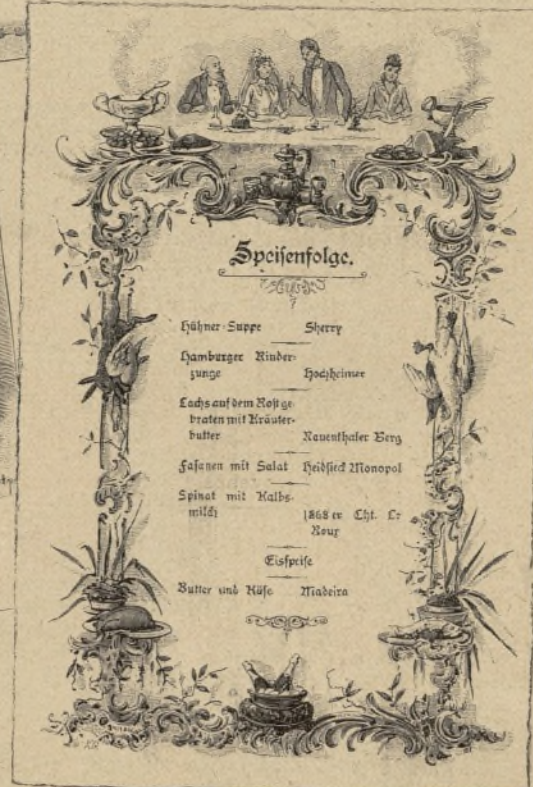 Speisenfolge.
Hühner-Suppe Sherry
Hamburger Rinder-
zunge Hochheimer
Lachs auf dem Rost ge-
braten mit Kräuter-
butter Rauenthaler Berg
Fasanen mit Salat Heidsieck Monopol
Spinat mit Kalbs-
milch 1868 er Cht. Le
Roux
Eisspeise
Butter und Käse Madeira